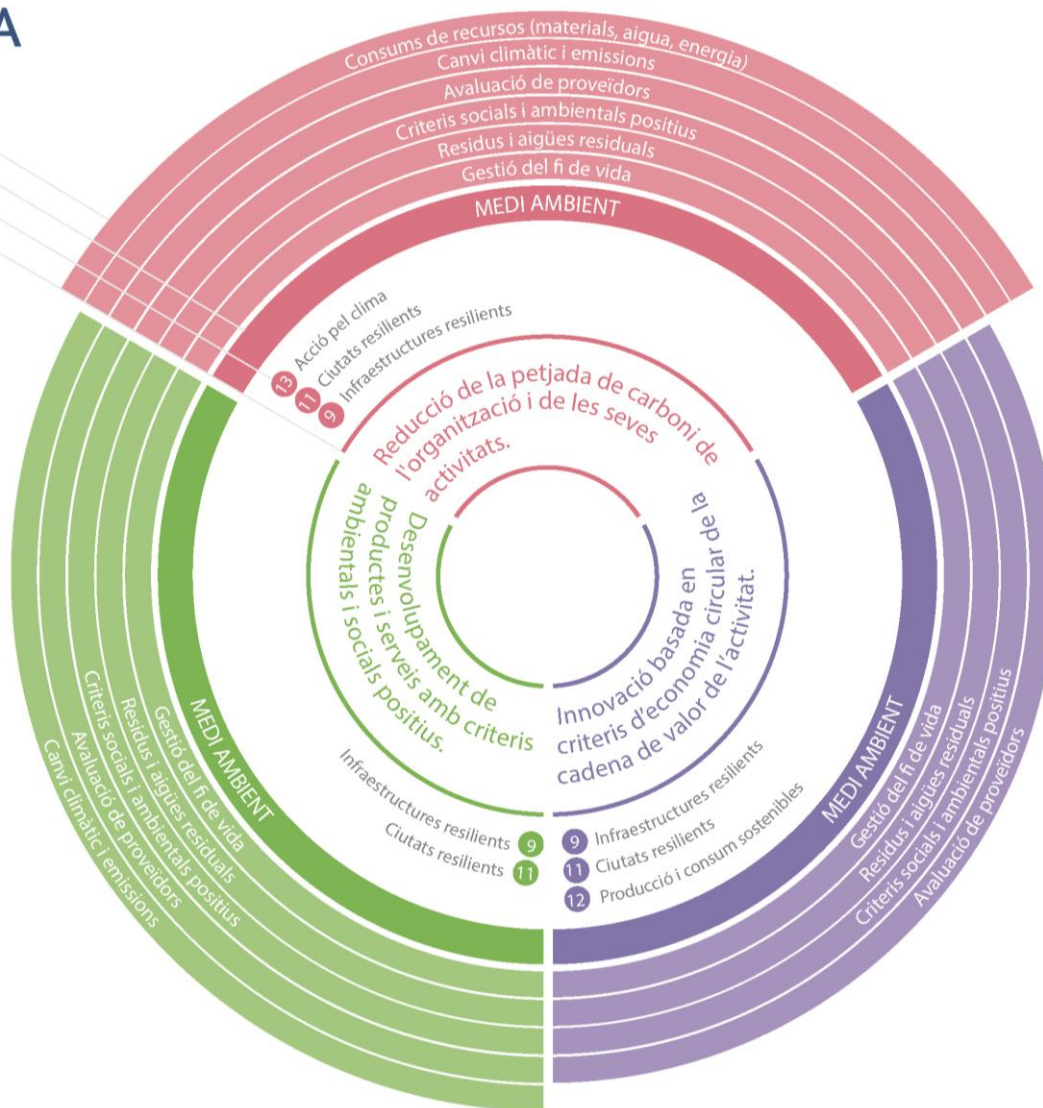 A
Consums de recursos (materials, aigua, energia)
Canvi climàtic i emissions
Avaluació de proveïdors
Criteris socials i ambientals positius
Residus i aigües residuals
Gestió del fi de vida
MEDI AMBIENT
13 Acció pel clima
11 Ciutats resilients
9 Infraestructures resilients
Reducció de la petjada de carboni de
l'organització i de les seves
activitats.
Innovació basada en
criteris d'economia circular de la
cadena de valor de l'activitat.
9 Infraestructures resilients
11 Ciutats resilients
12 Producció i consum sostenibles
MEDI AMBIENT
Gestió del fi de vida
Residus i aigües residuals
Criteris socials i ambientals positius
Avaluació de proveïdors
Desenvolupament de
productes i serveis amb criteris
ambientals i socials positius.
Infraestructures resilients 9
Ciutats resilients 11
MEDI AMBIENT
Gestió del fi de vida
Residus i aigües residuals
Criteris socials i ambientals positius
Avaluació de proveïdors
Canvi climàtic i emissions